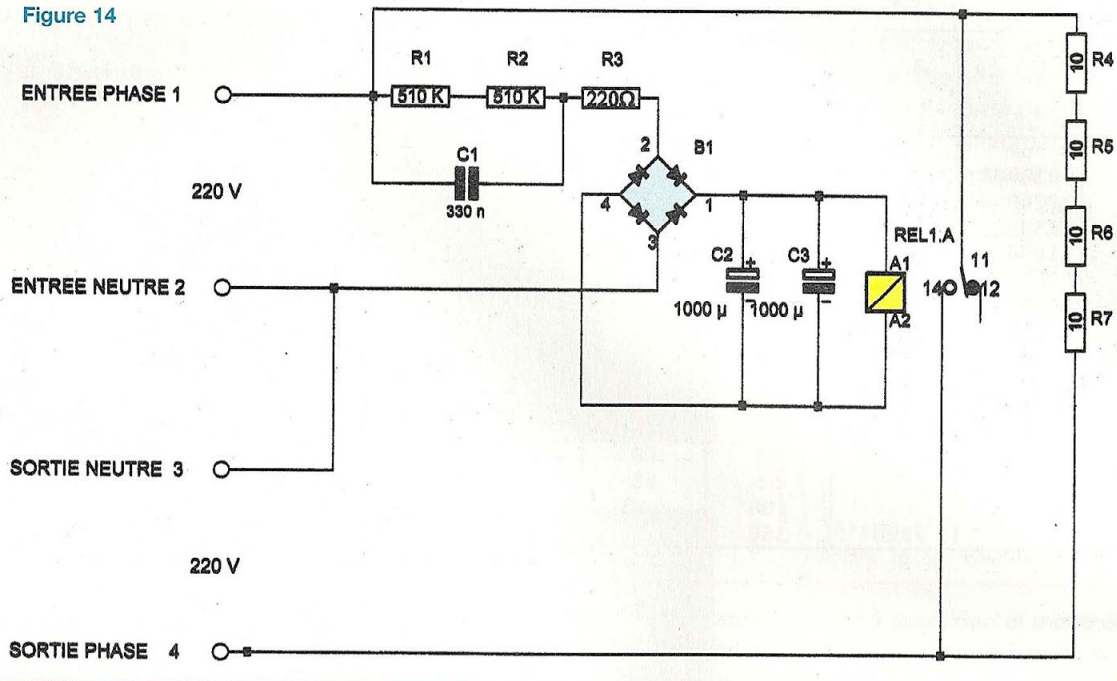 Figure 14
R1
R2
R3
R4
ENTREE PHASE 1
510 K
510 K
220Ω
10
C1
330 n
2
B1
4
1
3
R5
10
220 V
REL1.A
R6
10
C2
+
C3
+
A1
11
ENTREE NEUTRE 2
14
12
1000 µ
−
1000 µ
−
A2
R7
10
SORTIE NEUTRE 3
220 V
SORTIE PHASE 4